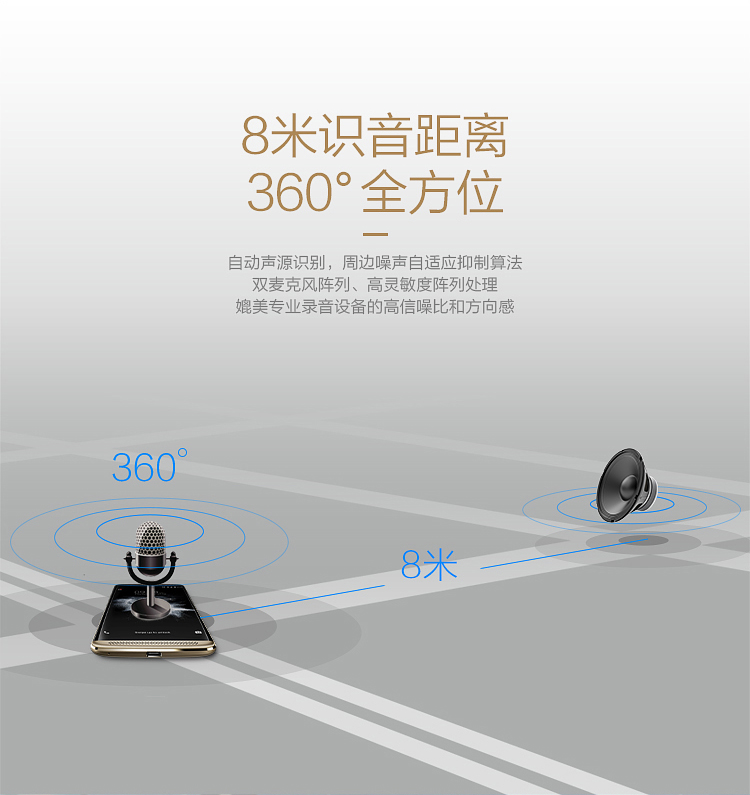 8米识音距离
360°全方位
自动声源识别，周边噪声自适应抑制算法
双麦克风阵列、高灵敏度阵列处理
媲美专业录音设备的高信噪比和方向感
360°
8米